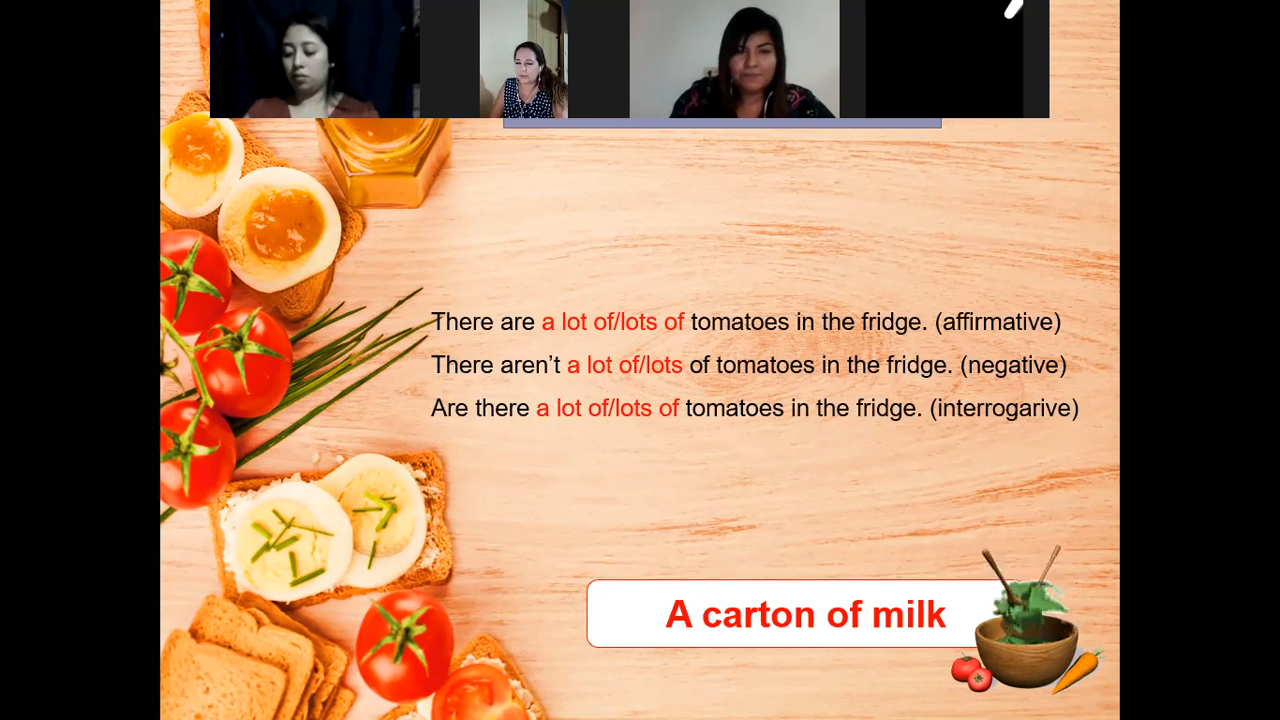 There are a lot of/lots of tomatoes in the fridge. (affirmative)
There aren’t a lot of/lots of tomatoes in the fridge. (negative)
Are there a lot of/lots of tomatoes in the fridge. (interrogarive)
A carton of milk